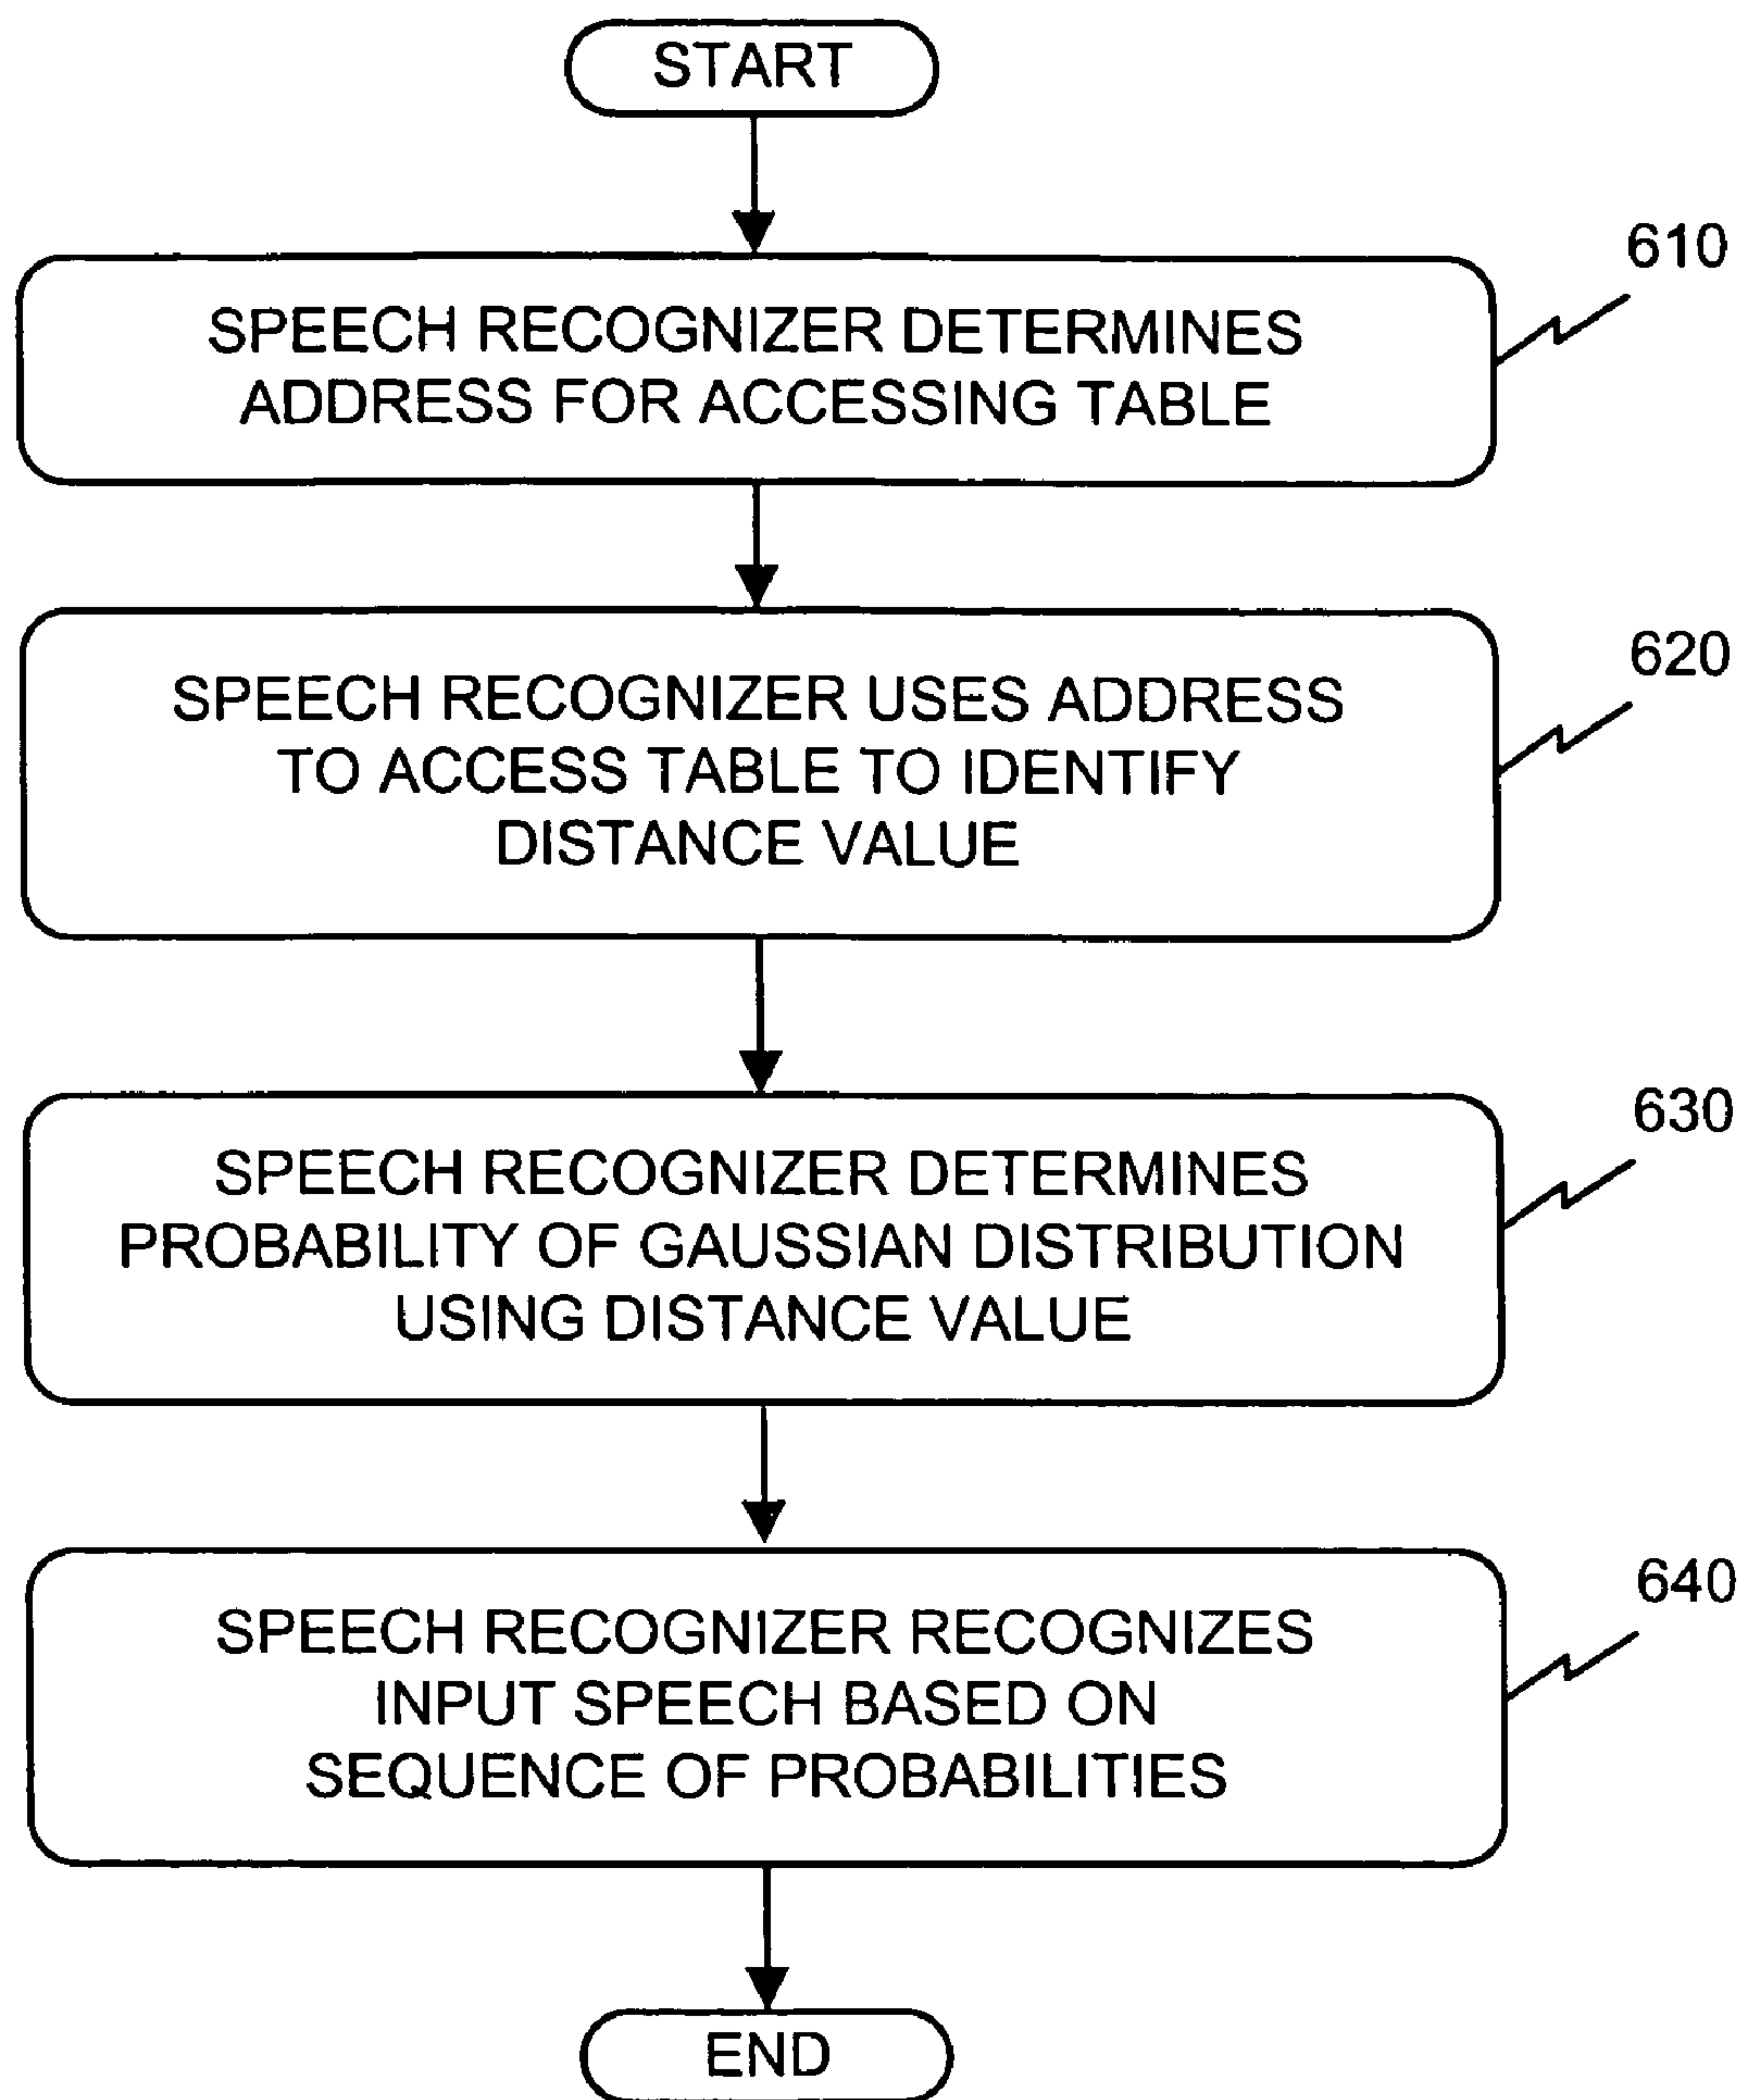 START
610
SPEECH RECOGNIZER DETERMINES
ADDRESS FOR ACCESSING TABLE
620
SPEECH RECOGNIZER USES ADDRESS
TO ACCESS TABLE TO IDENTIFY
DISTANCE VALUE
630
SPEECH RECOGNIZER DETERMINES
PROBABILITY OF GAUSSIAN DISTRIBUTION
USING DISTANCE VALUE
640
SPEECH RECOGNIZER RECOGNIZES
INPUT SPEECH BASED ON
SEQUENCE OF PROBABILITIES
END